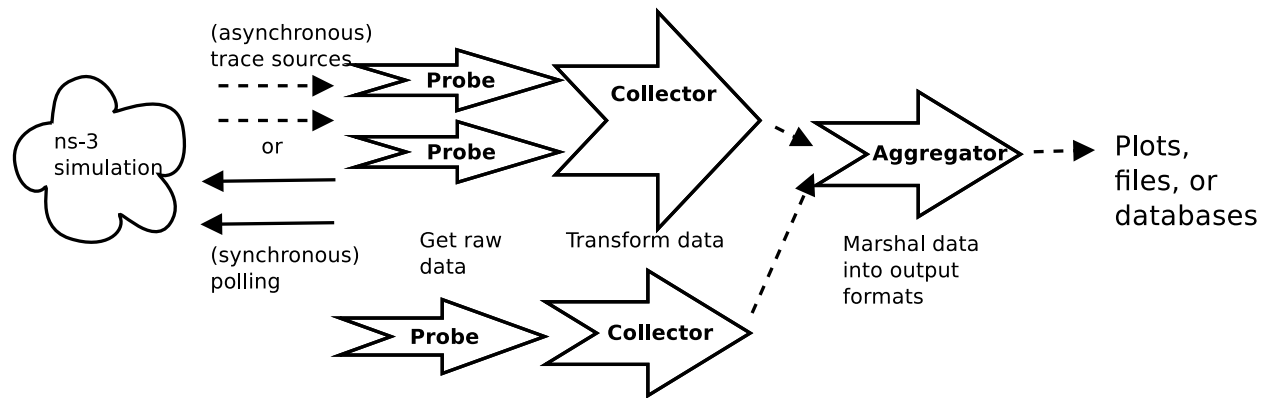 (asynchronous)
trace sources
Probe
Collector
ns-3
simulation
or
Probe
Aggregator
Plots,
files, or
databases
(synchronous)
polling
Get raw
data
Transform data
Marshal data
into output
formats
Probe
Collector